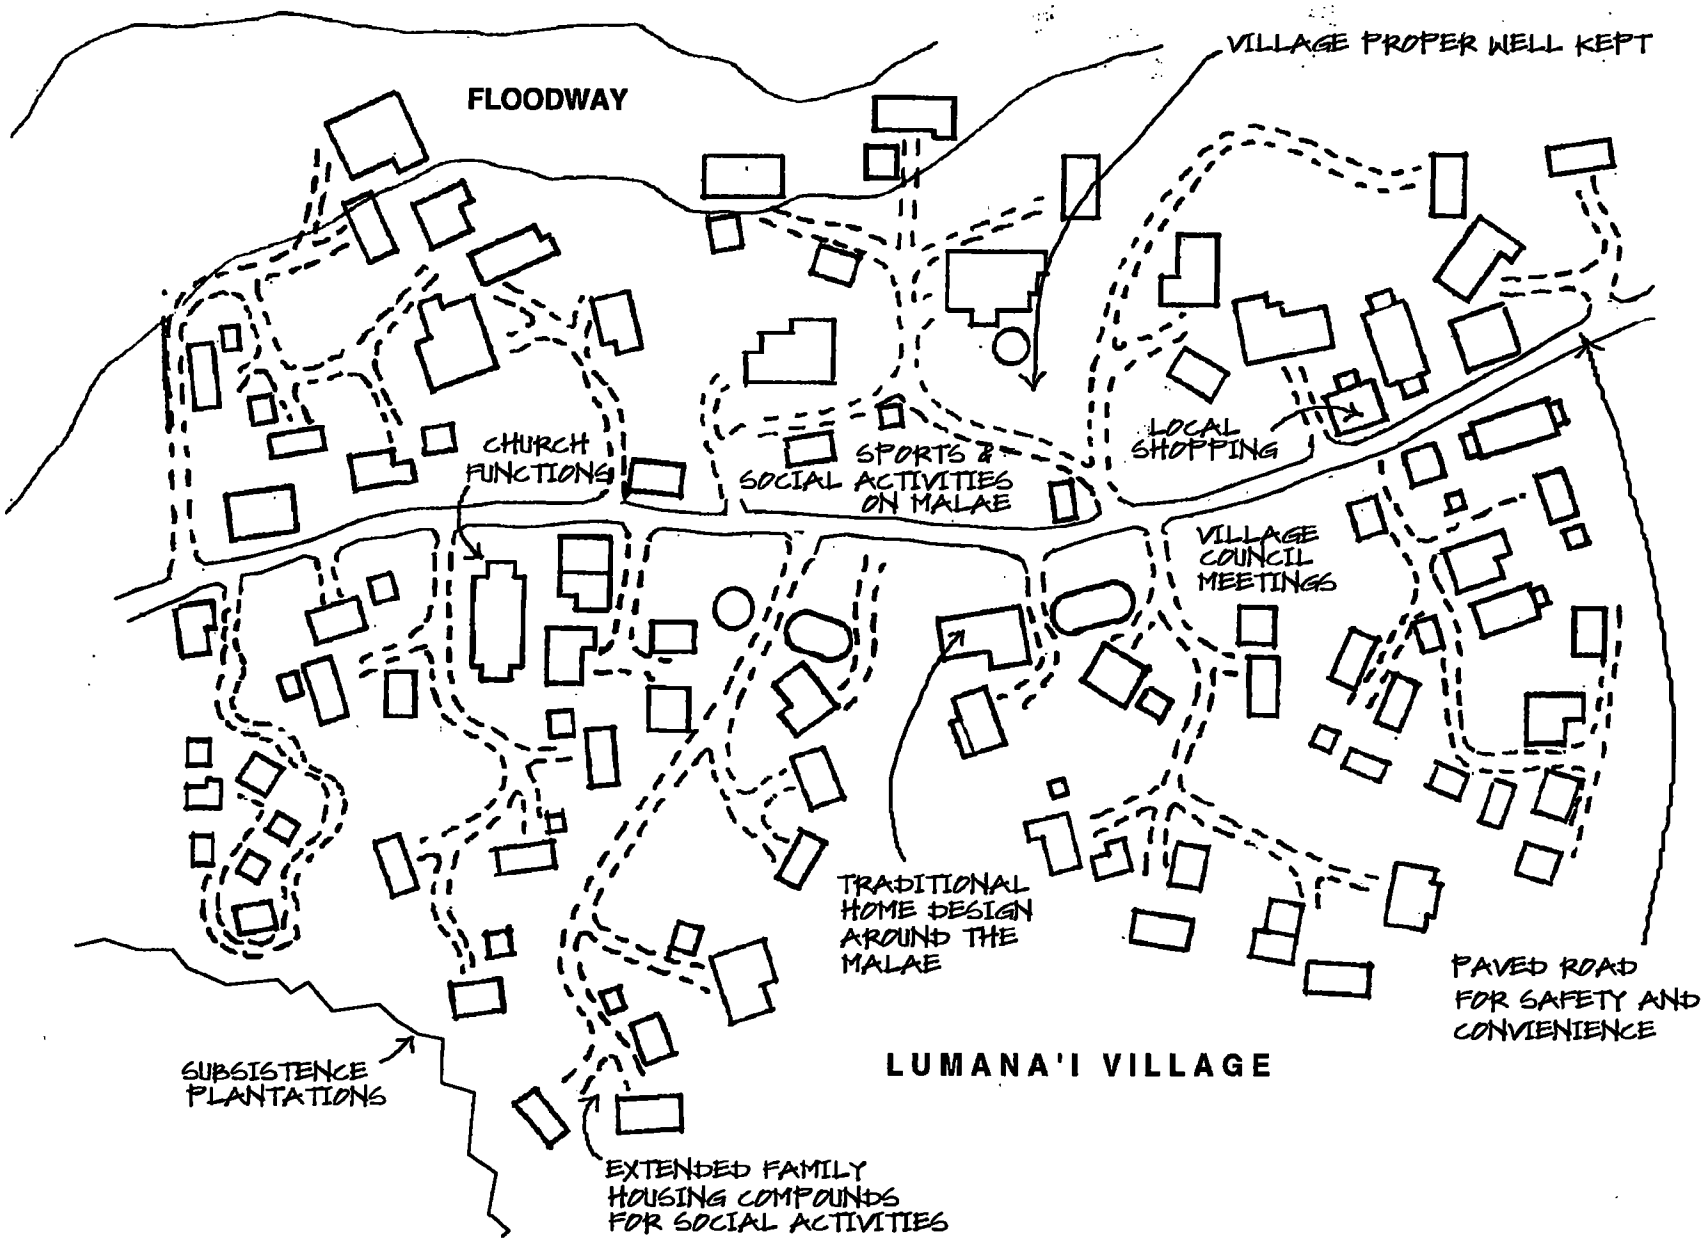 VILLAGE PROPER WELL KEPT
FLOODWAY
LOCAL
SHOPPING
CHURCH
FUNCTIONS
SPORTS &
SOCIAL ACTIVITIES
ON MALAE
VILLAGE
COUNCIL
MEETINGS
TRADITIONAL
HOME DESIGN
AROUND THE
MALAE
PAVED ROAD
FOR SAFETY AND
CONVIENIENCE
LUMANA'I VILLAGE
SUBSISTENCE
PLANTATIONS
EXTENDED FAMILY
HOUSING COMPOUNDS
FOR SOCIAL ACTIVITIES